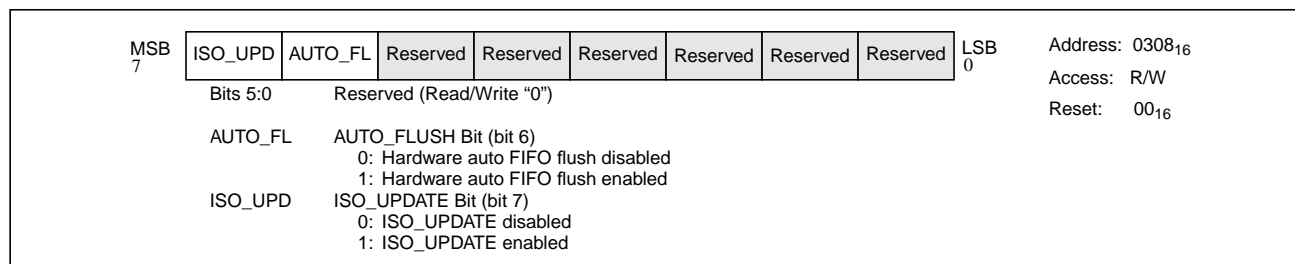 MSB 7 ISO_UPD AUTO_FL Reserved Reserved Reserved Reserved Reserved Reserved LSB 0
Address: 0308₁₆
Access: R/W
Reset: 00₁₆
Bits 5:0 Reserved (Read/Write “0”)
AUTO_FL AUTO_FLUSH Bit (bit 6)
0: Hardware auto FIFO flush disabled
1: Hardware auto FIFO flush enabled
ISO_UPD ISO_UPDATE Bit (bit 7)
0: ISO_UPDATE disabled
1: ISO_UPDATE enabled